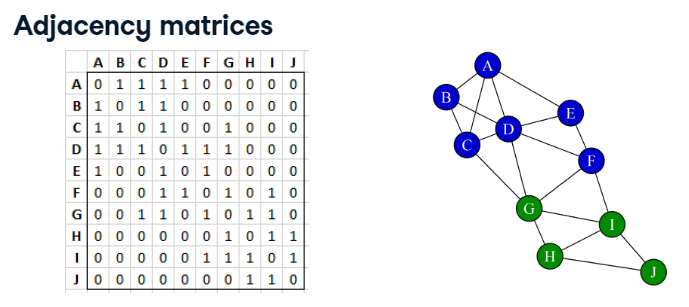 Adjacency matrices
A B C D E F G H I J
A 0 1 1 1 1 0 0 0 0 0
B 1 0 1 1 0 0 0 0 0 0
C 1 1 0 1 0 0 1 0 0 0
D 1 1 1 0 1 1 1 0 0 0
E 1 0 0 1 0 1 0 0 0 0
F 0 0 0 1 1 0 1 0 1 0
G 0 0 1 1 0 1 0 1 1 0
H 0 0 0 0 0 0 1 0 1 1
I 0 0 0 0 0 1 1 1 0 1
J 0 0 0 0 0 0 0 1 1 0
A
B
E
D
C
F
G
I
H
J